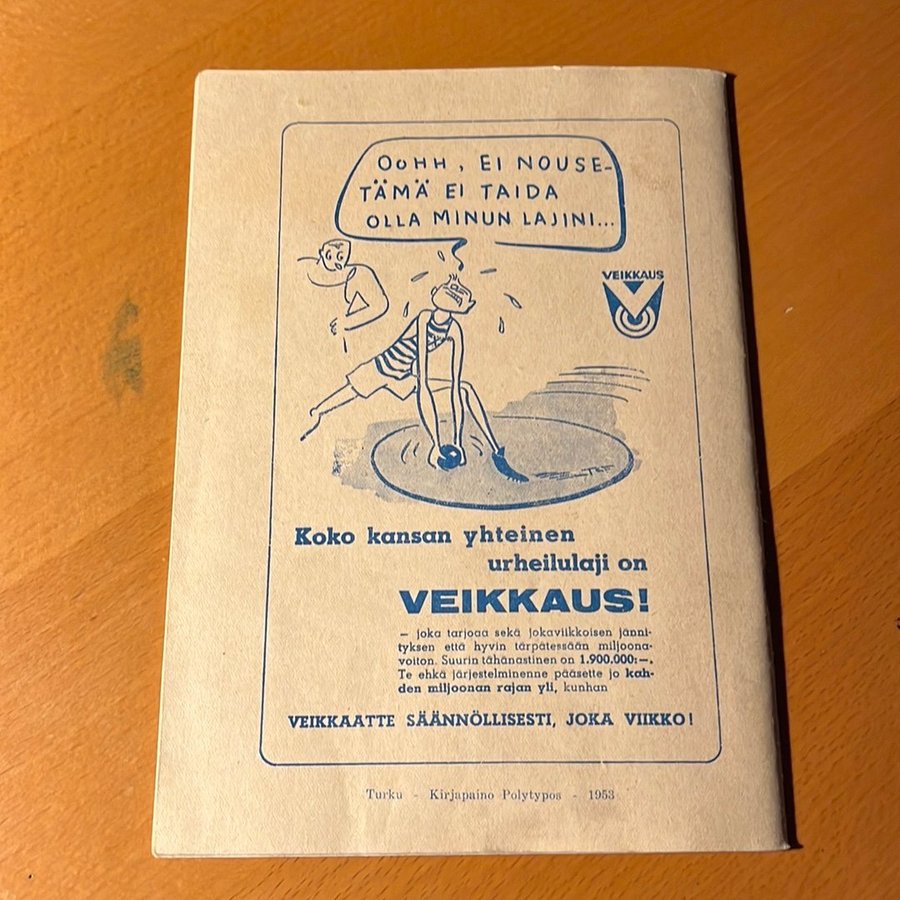 OOHH, EI NOUSE-
TÄMÄ EI TAIDA
OLLA MINUN LAJINI...
VEIKKAUS
Koko kansan yhteinen
urheilulaji on
VEIKKAUS!
— joka tarjoaa sekä jokaviikkoisen jänni-
tyksen että hyvin tärpätessään miljoona-
voiton. Suurin tähänastinen on 1.900.000:—.
Te ehkä järjestelminenne pääsette jo kah-
den miljoonan rajan yli, kunhan
VEIKKAATTE SÄÄNNÖLLISESTI, JOKA VIIKKO!
Turku - Kirjapaino Polytypos - 1953